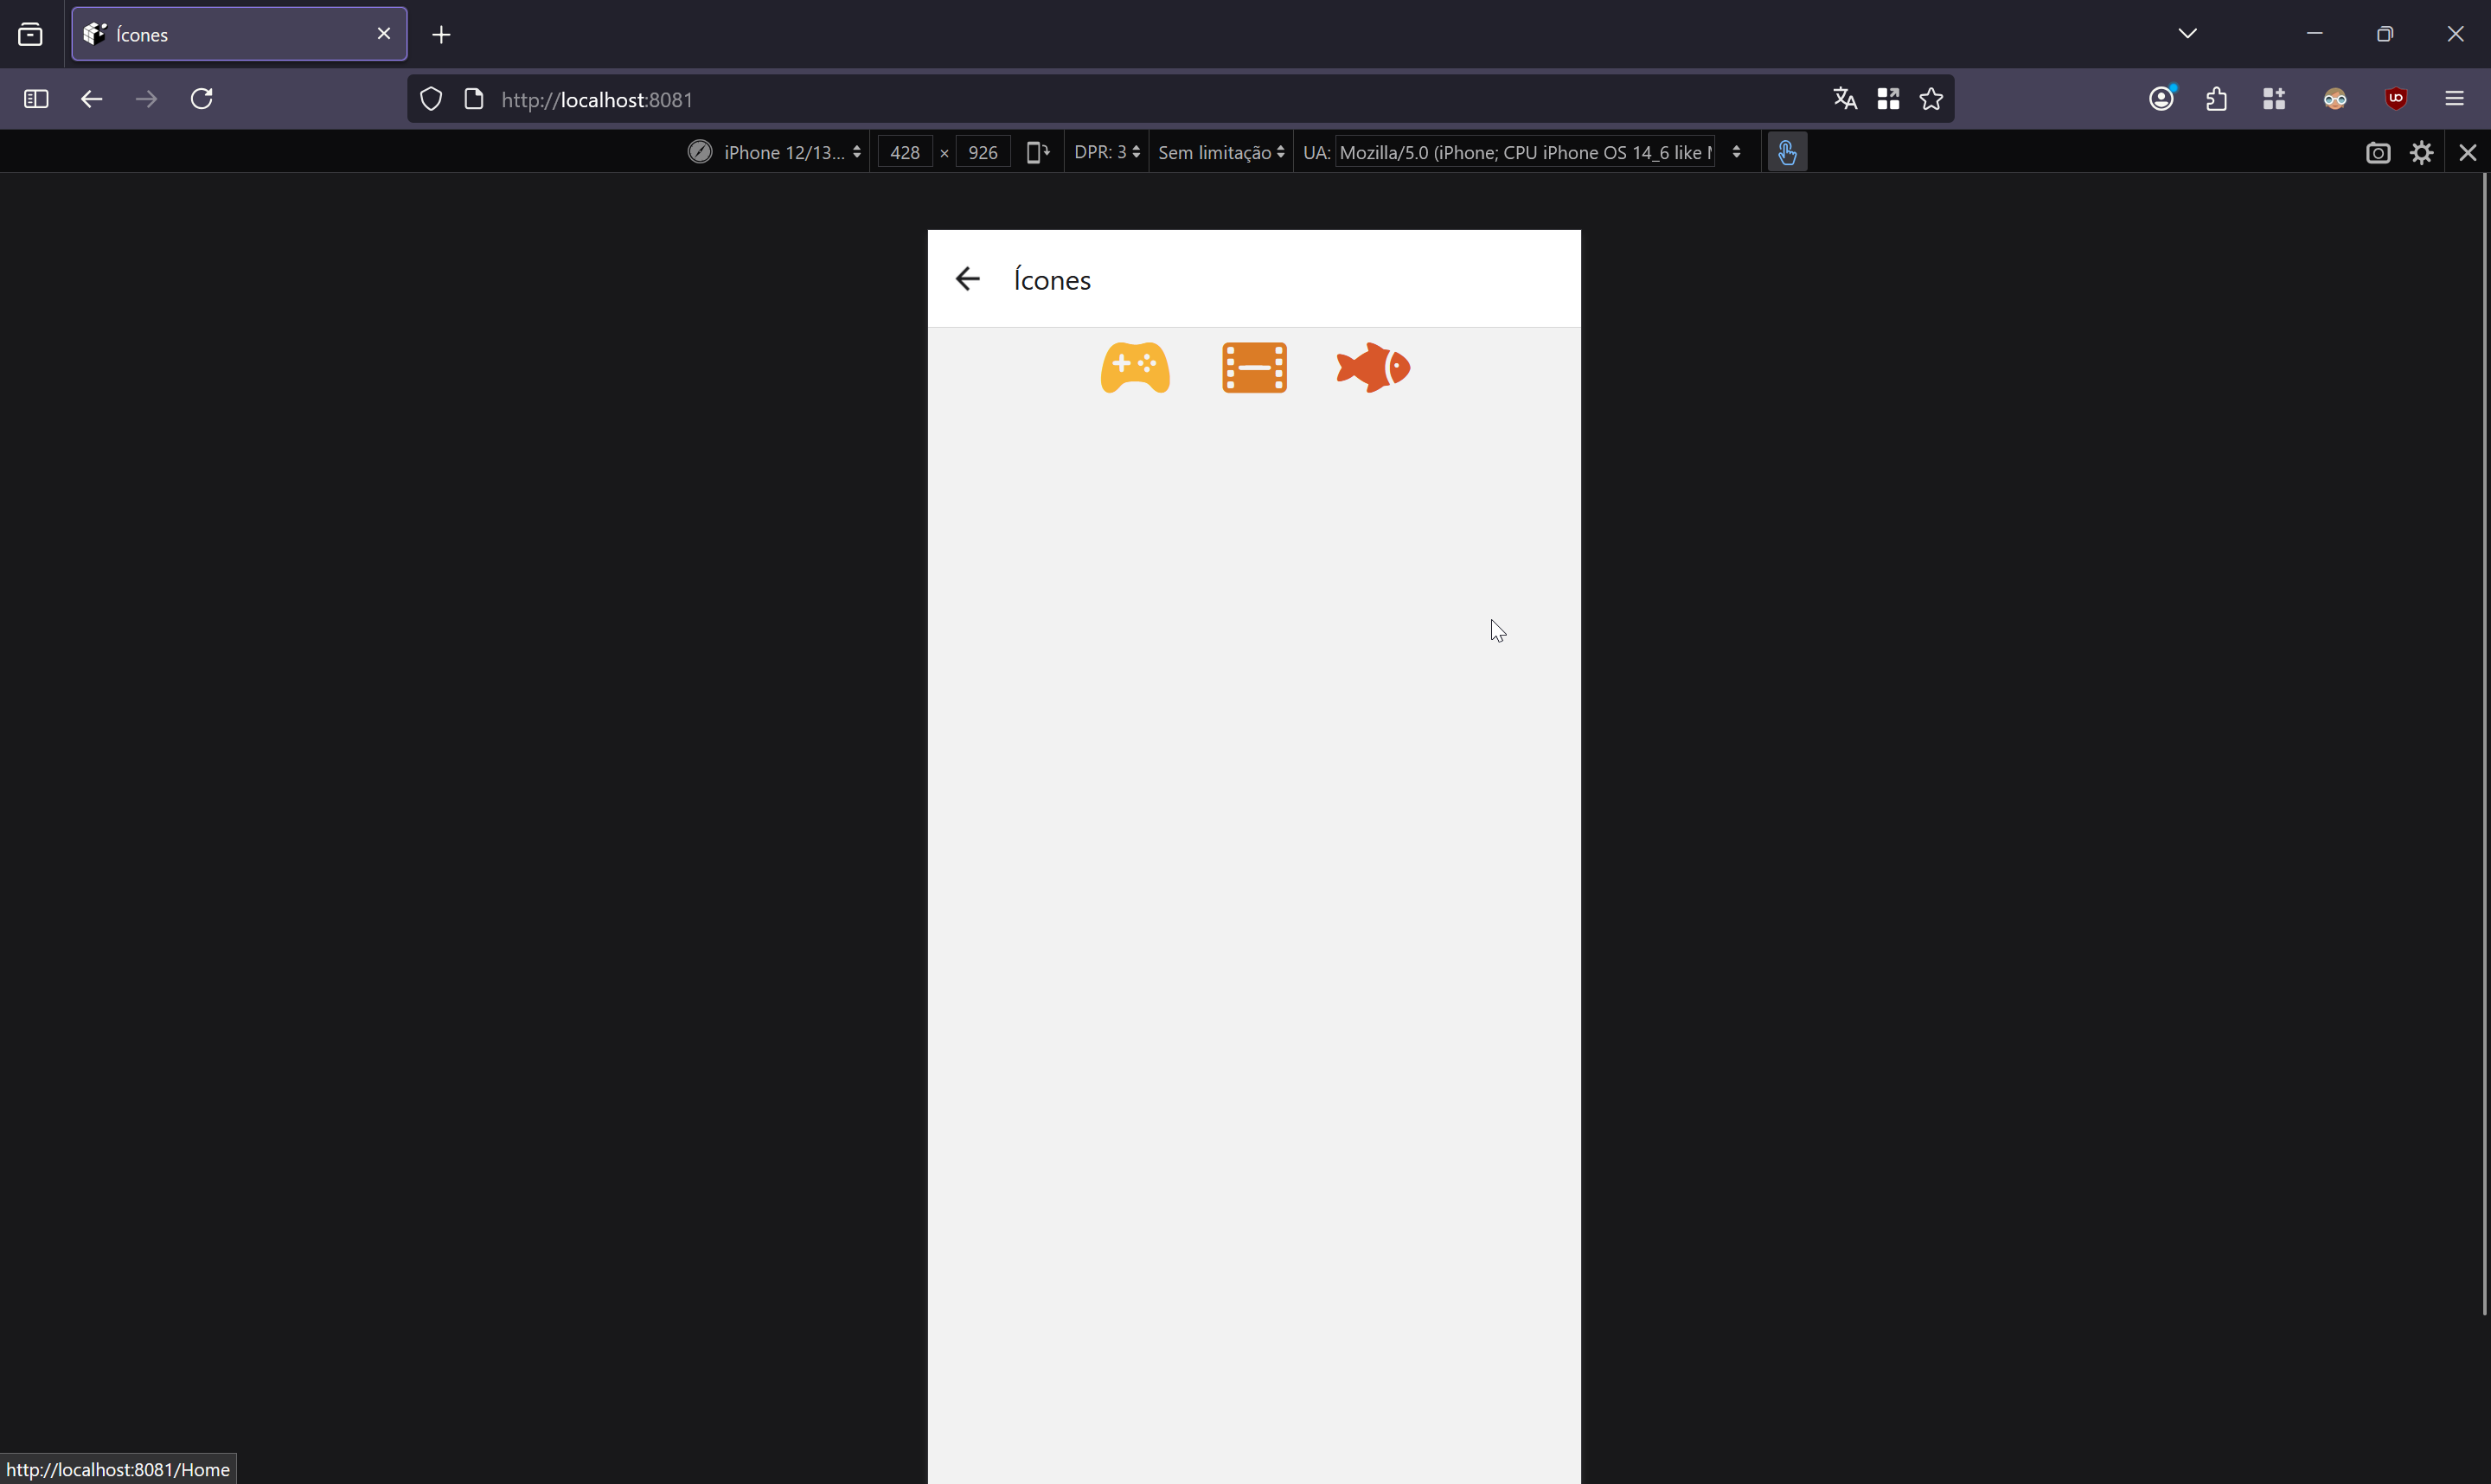 Ícones
http://localhost:8081
iPhone 12/13... 428 × 926 DPR: 3 Sem limitação UA: Mozilla/5.0 (iPhone; CPU iPhone OS 14_6 like
Ícones
http://localhost:8081/Home